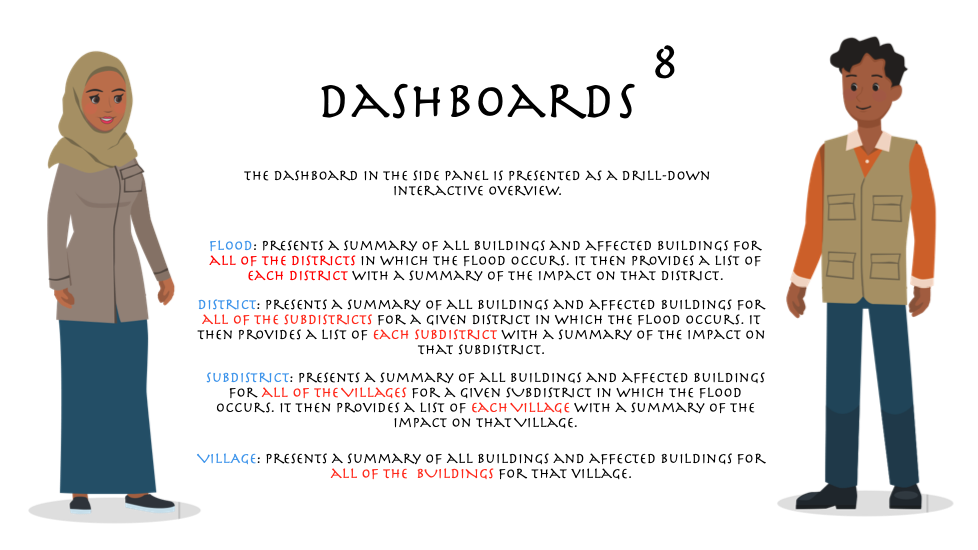 8
DASHBOARDS
THE DASHBOARD IN THE SIDE PANEL IS PRESENTED AS A DRILL-DOWN
INTERACTIVE OVERVIEW.
FLOOD: PRESENTS A SUMMARY OF ALL BUILDINGS AND AFFECTED BUILDINGS FOR
ALL OF THE DISTRICTS IN WHICH THE FLOOD OCCURS. IT THEN PROVIDES A LIST OF
EACH DISTRICT WITH A SUMMARY OF THE IMPACT ON THAT DISTRICT.
DISTRICT: PRESENTS A SUMMARY OF ALL BUILDINGS AND AFFECTED BUILDINGS FOR
ALL OF THE SUBDISTRICTS FOR A GIVEN DISTRICT IN WHICH THE FLOOD OCCURS. IT
THEN PROVIDES A LIST OF EACH SUBDISTRICT WITH A SUMMARY OF THE IMPACT ON
THAT SUBDISTRICT.
SUBDISTRICT: PRESENTS A SUMMARY OF ALL BUILDINGS AND AFFECTED BUILDINGS
FOR ALL OF THE VILLAGES FOR A GIVEN SUBDISTRICT IN WHICH THE FLOOD
OCCURS. IT THEN PROVIDES A LIST OF EACH VILLAGE WITH A SUMMARY OF THE
IMPACT ON THAT VILLAGE.
VILLAGE: PRESENTS A SUMMARY OF ALL BUILDINGS AND AFFECTED BUILDINGS FOR
ALL OF THE BUILDINGS FOR THAT VILLAGE.